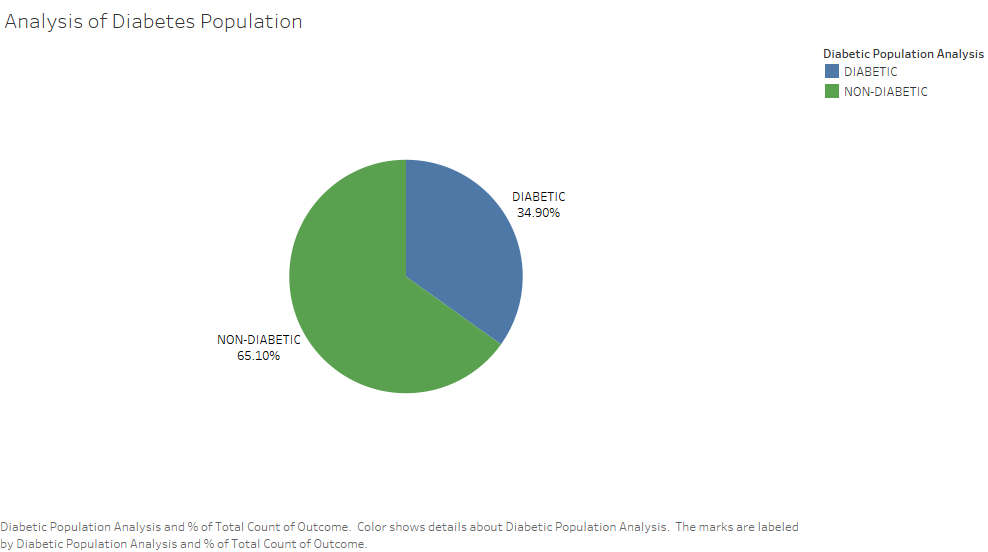 Analysis of Diabetes Population
Diabetic Population Analysis
DIABETIC
NON-DIABETIC
DIABETIC
34.90%
NON-DIABETIC
65.10%
Diabetic Population Analysis and % of Total Count of Outcome.  Color shows details about Diabetic Population Analysis.  The marks are labeled
by Diabetic Population Analysis and % of Total Count of Outcome.